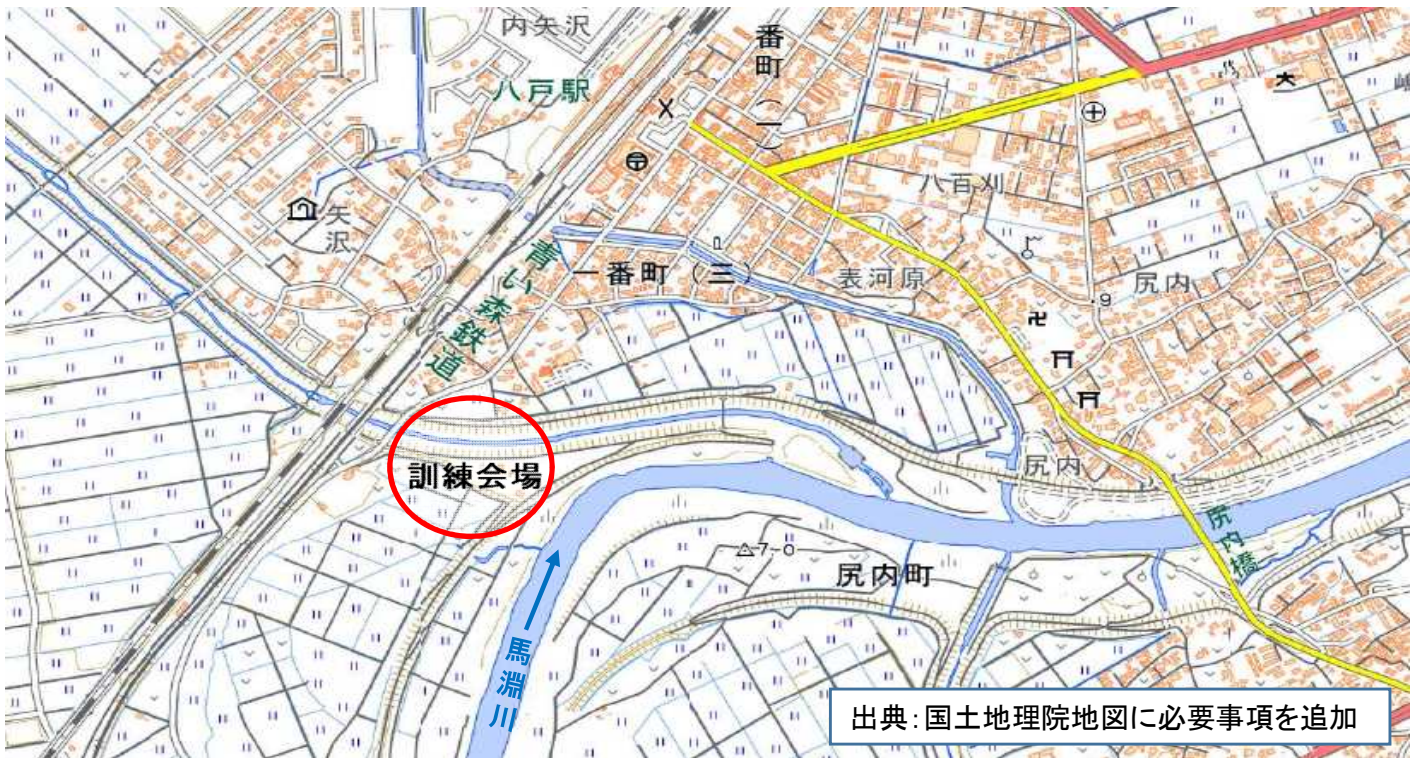 内矢沢
八戸駅
番町(一)
八百刈
矢沢
青い森鉄道
一番町(三)
表河原
尻内
9
訓練会場
尻内
尻内橋
7.0
尻内町
馬淵川
出典：国土地理院地図に必要事項を追加